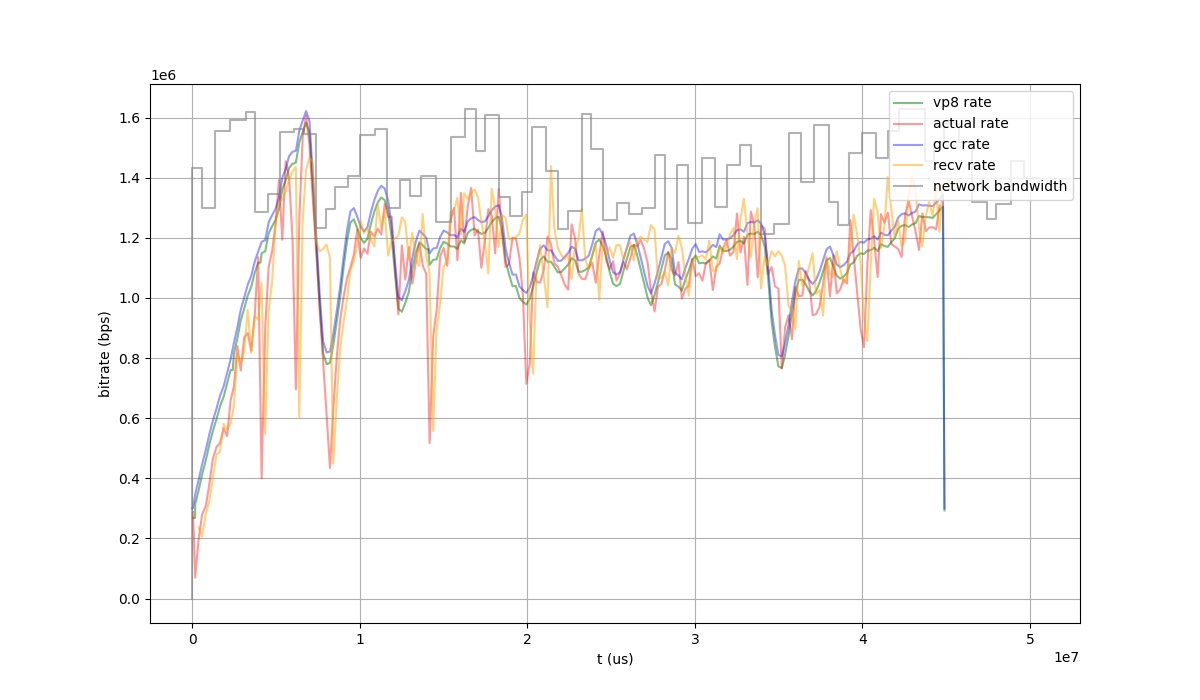 1e6
bitrate (bps)
1.6
1.4
1.2
1.0
0.8
0.6
0.4
0.2
0.0
vp8 rate
actual rate
gcc rate
recv rate
network bandwidth
0 1 2 3 4 5
t (us)
1e7